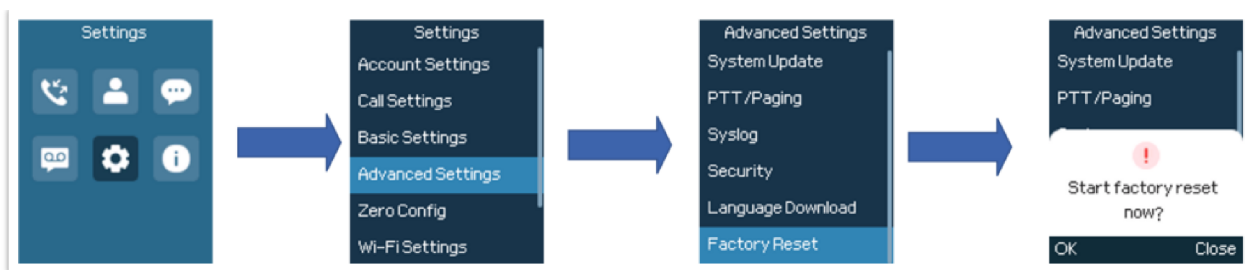 Settings
Settings
Account Settings
Call Settings
Basic Settings
Advanced Settings
Zero Config
Wi-Fi Settings
Advanced Settings
System Update
PTT/Paging
Syslog
Security
Language Download
Factory Reset
Advanced Settings
System Update
PTT/Paging
Start factory reset
now?
OK Close